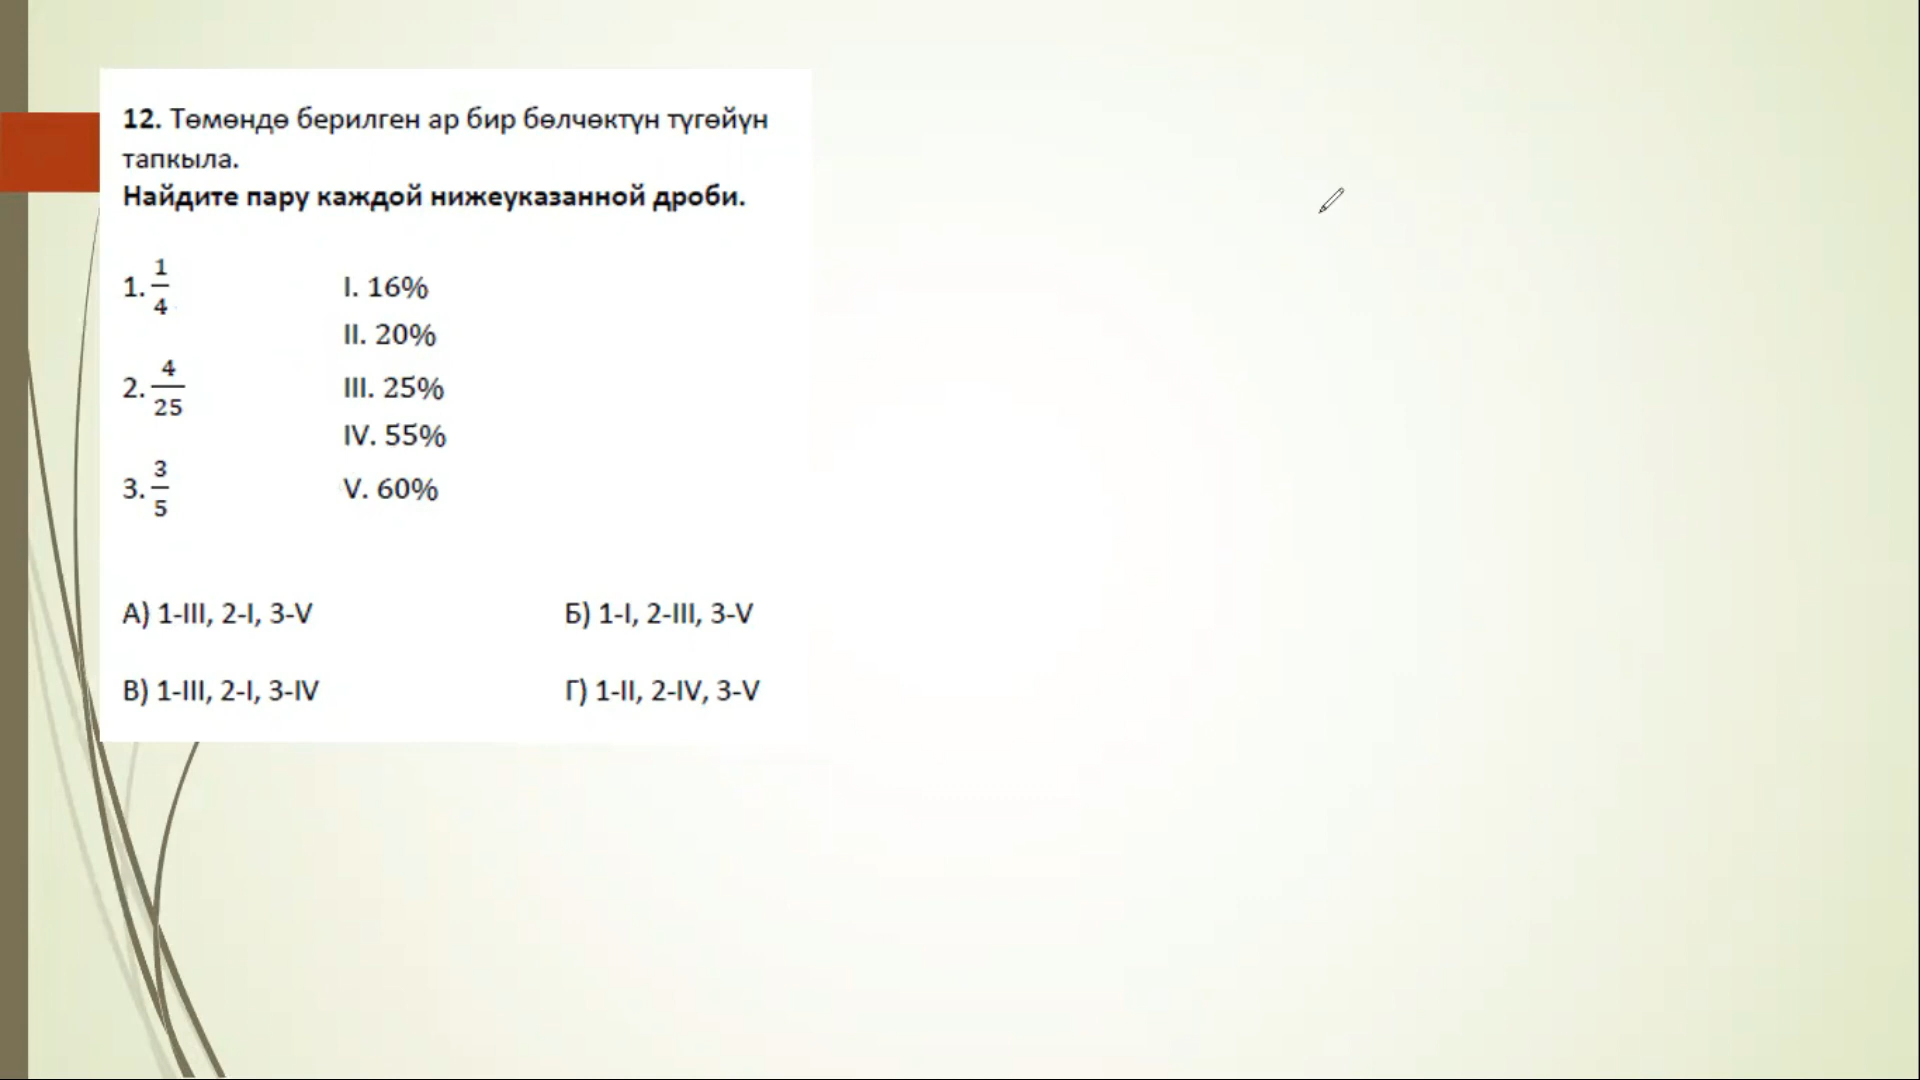 12. Төмөндө берилген ар бир бөлчөктүн түгөйүн
тапкыла.
Найдите пару каждой нижеуказанной дроби.
1. 1/4 I. 16%
II. 20%
2. 4/25 III. 25%
IV. 55%
3. 3/5 V. 60%
А) 1-III, 2-I, 3-V Б) 1-I, 2-III, 3-V
В) 1-III, 2-I, 3-IV Г) 1-II, 2-IV, 3-V